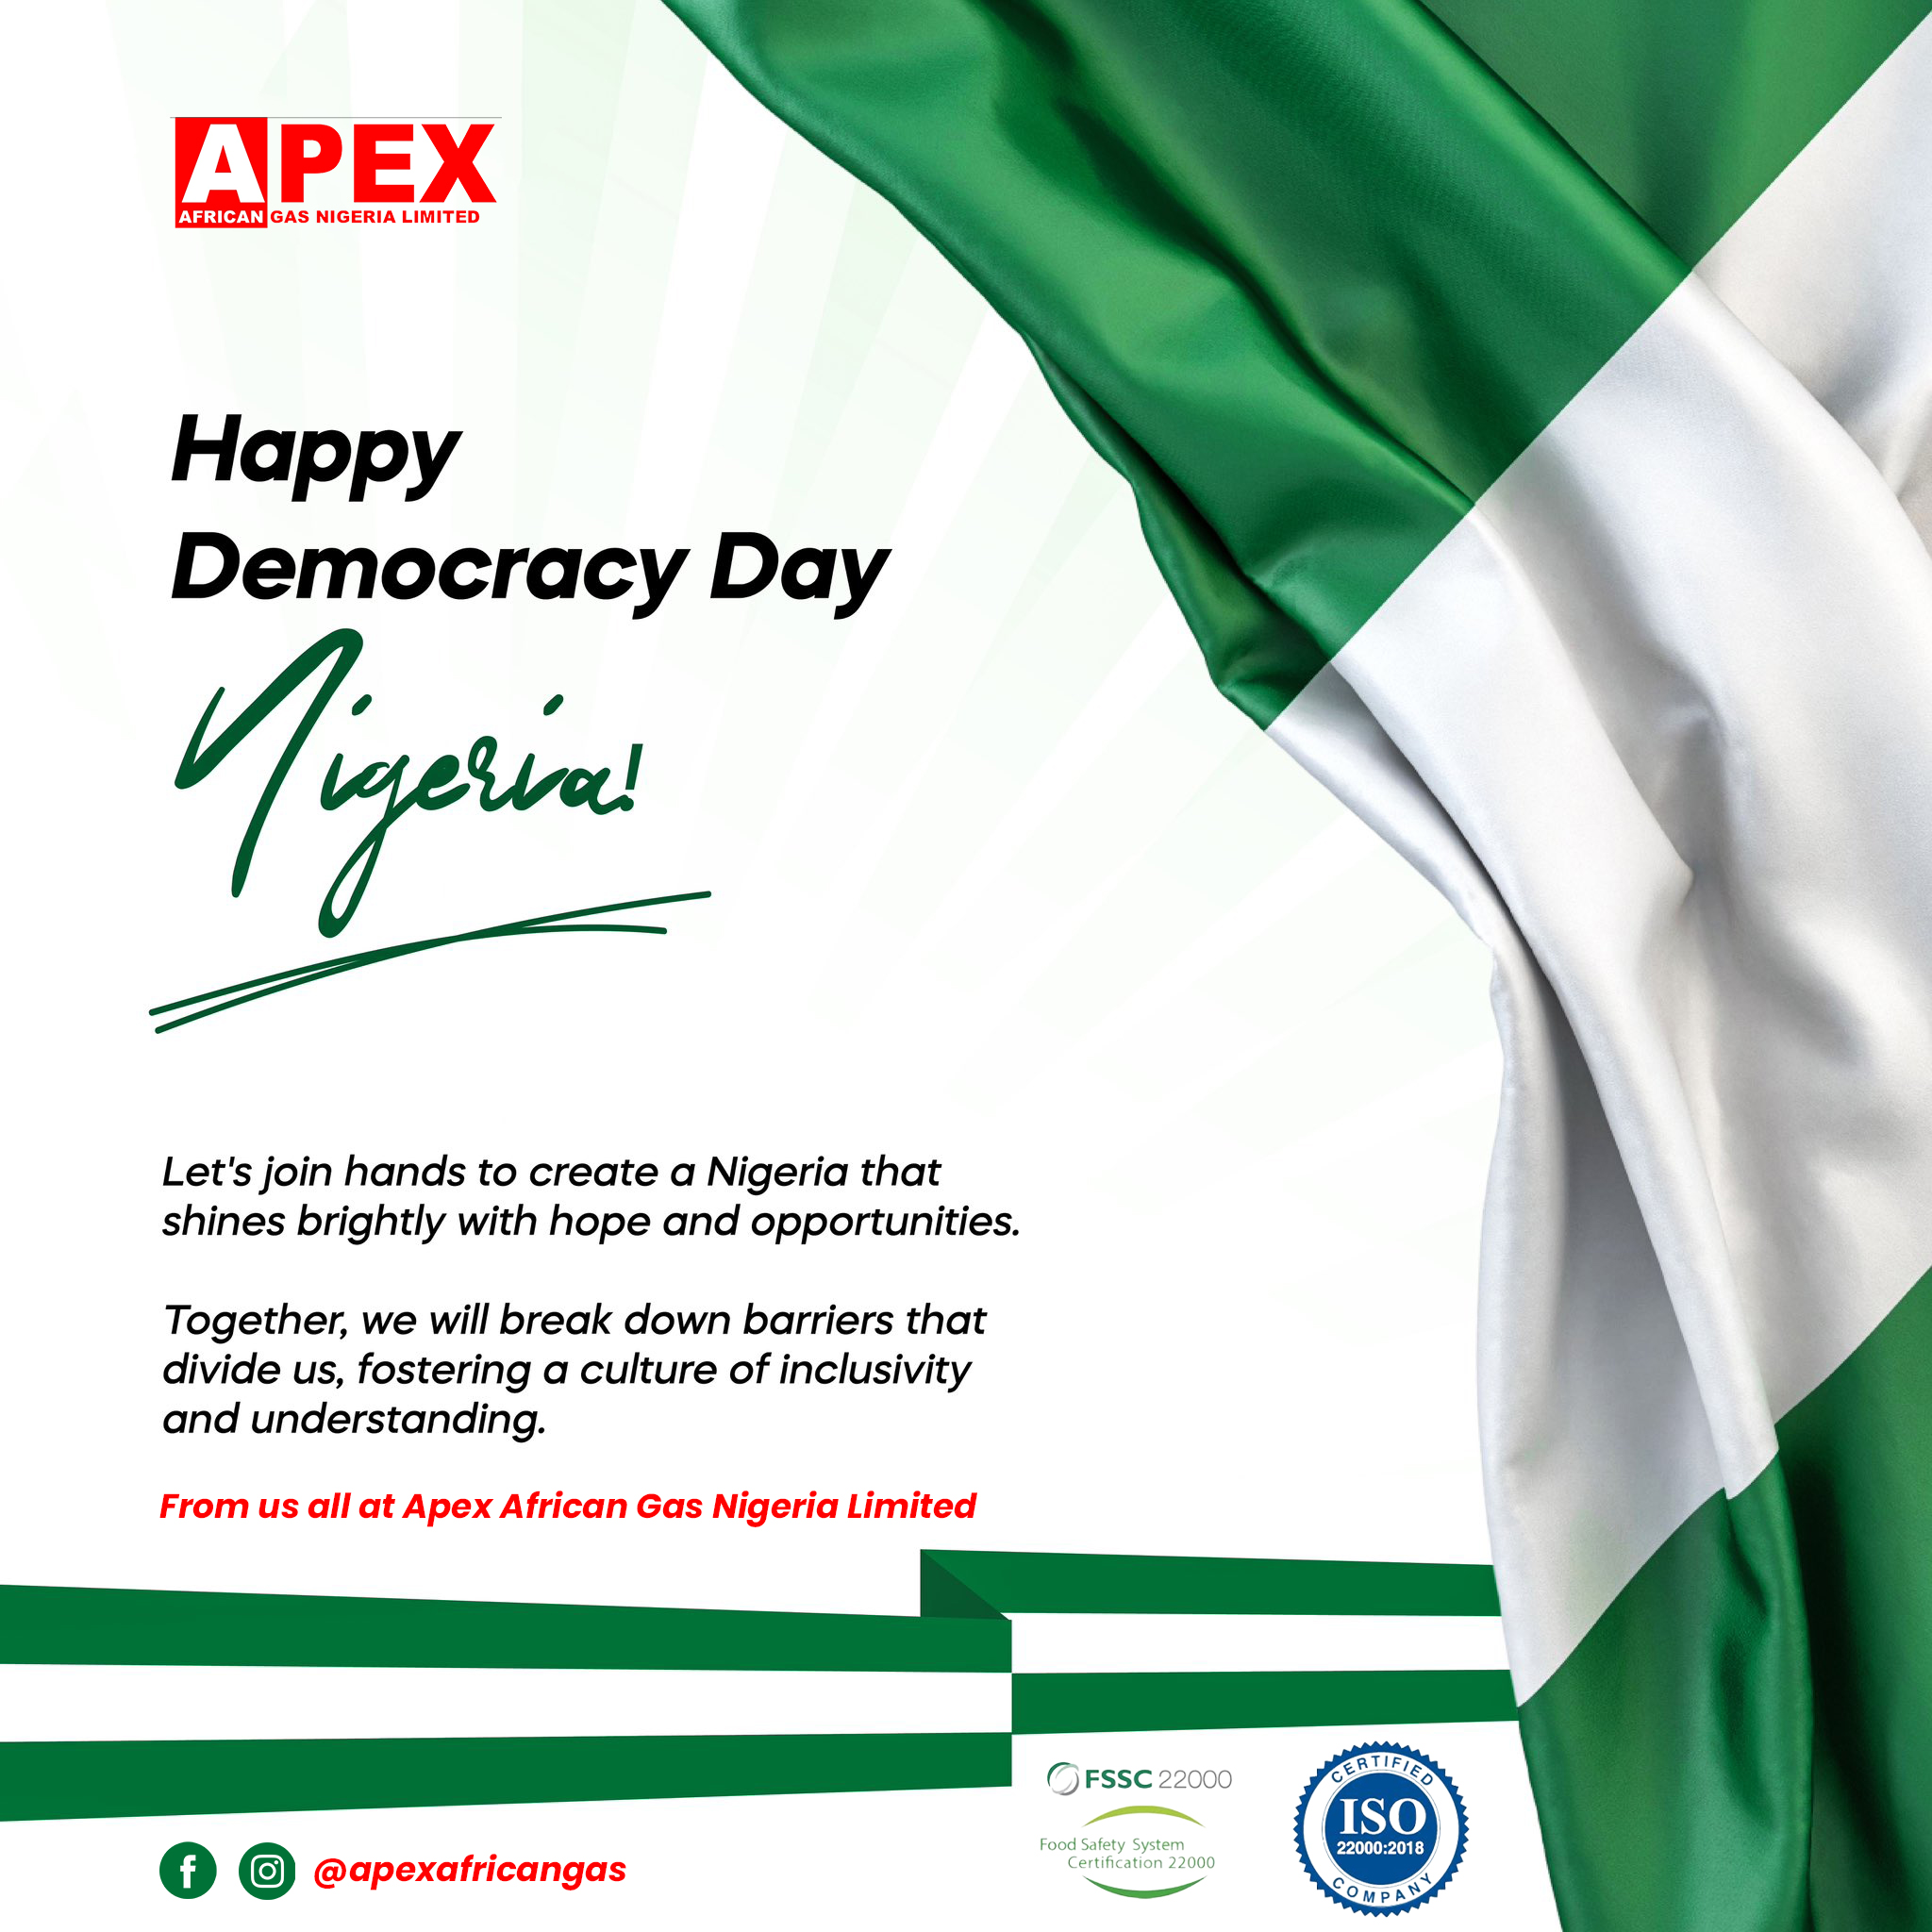 APEX
AFRICAN GAS NIGERIA LIMITED
Happy
Democracy Day
Nigeria!
Let's join hands to create a Nigeria that
shines brightly with hope and opportunities.
Together, we will break down barriers that
divide us, fostering a culture of inclusivity
and understanding.
From us all at Apex African Gas Nigeria Limited
FSSC 22000
Food Safety System
Certification 22000
CERTIFIED
ISO
22000:2018
COMPANY
@apexafricangas